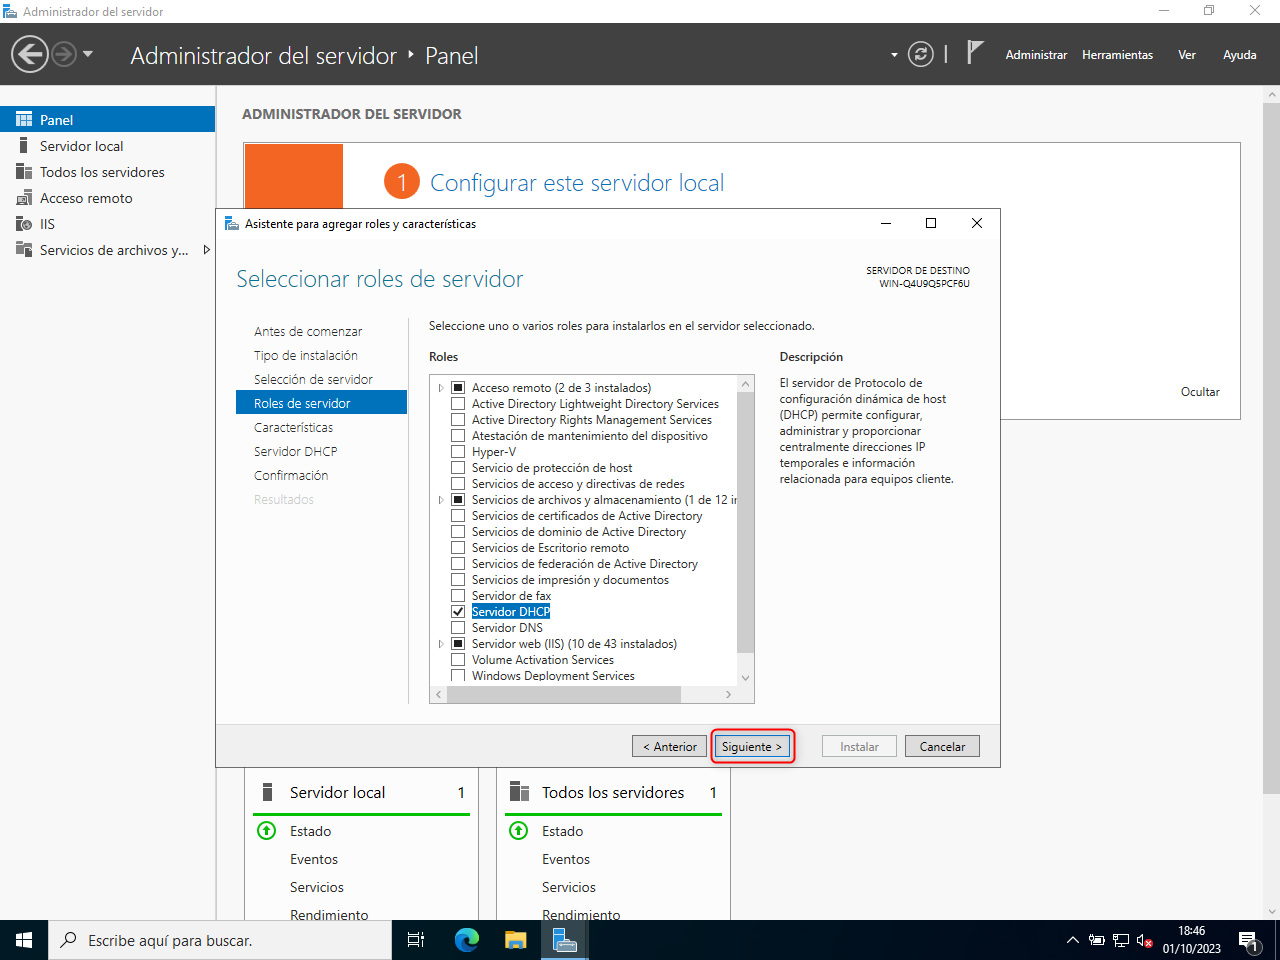 Administrador del servidor
Administrador del servidor ‣ Panel
Administrar
Herramientas
Ver
Ayuda
Panel
Servidor local
Todos los servidores
Acceso remoto
IIS
Servicios de archivos y...
ADMINISTRADOR DEL SERVIDOR
1
Configurar este servidor local
Ocultar
Asistente para agregar roles y características
Seleccionar roles de servidor
SERVIDOR DE DESTINO
WIN-Q4U9Q5PCF6U
Antes de comenzar
Tipo de instalación
Selección de servidor
Roles de servidor
Características
Servidor DHCP
Confirmación
Resultados
Seleccione uno o varios roles para instalarlos en el servidor seleccionado.
Roles
Acceso remoto (2 de 3 instalados)
Active Directory Lightweight Directory Services
Active Directory Rights Management Services
Atestación de mantenimiento del dispositivo
Hyper-V
Servicio de protección de host
Servicios de acceso y directivas de redes
Servicios de archivos y almacenamiento (1 de 12 in
Servicios de certificados de Active Directory
Servicios de dominio de Active Directory
Servicios de Escritorio remoto
Servicios de federación de Active Directory
Servicios de impresión y documentos
Servidor de fax
Servidor DHCP
Servidor DNS
Servidor web (IIS) (10 de 43 instalados)
Volume Activation Services
Windows Deployment Services
Descripción
El servidor de Protocolo de
configuración dinámica de host
(DHCP) permite configurar,
administrar y proporcionar
centralmente direcciones IP
temporales e información
relacionada para equipos cliente.
< Anterior
Siguiente >
Instalar
Cancelar
Servidor local 1
Estado
Eventos
Servicios
Rendimiento
Todos los servidores 1
Estado
Eventos
Servicios
Rendimiento
Escribe aquí para buscar.
18:46
01/10/2023
1